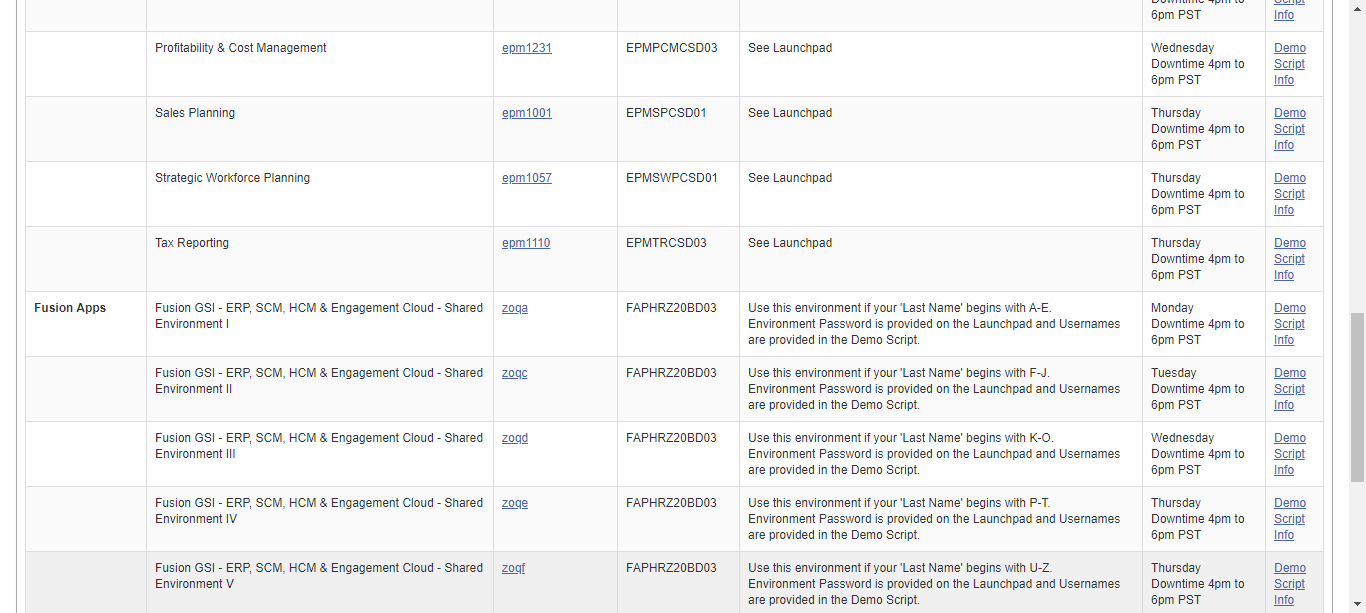 Downtime 4pm to
6pm PST
Script
Info
Profitability & Cost Management
epm1231
EPMPCMCSD03
See Launchpad
Wednesday
Downtime 4pm to
6pm PST
Demo
Script
Info
Sales Planning
epm1001
EPMSPCSD01
See Launchpad
Thursday
Downtime 4pm to
6pm PST
Demo
Script
Info
Strategic Workforce Planning
epm1057
EPMSWPCSD01
See Launchpad
Thursday
Downtime 4pm to
6pm PST
Demo
Script
Info
Tax Reporting
epm1110
EPMTRCSD03
See Launchpad
Thursday
Downtime 4pm to
6pm PST
Demo
Script
Info
Fusion Apps
Fusion GSI - ERP, SCM, HCM & Engagement Cloud - Shared
Environment I
zoqa
FAPHRZ20BD03
Use this environment if your 'Last Name' begins with A-E.
Environment Password is provided on the Launchpad and Usernames
are provided in the Demo Script.
Monday
Downtime 4pm to
6pm PST
Demo
Script
Info
Fusion GSI - ERP, SCM, HCM & Engagement Cloud - Shared
Environment II
zoqc
FAPHRZ20BD03
Use this environment if your 'Last Name' begins with F-J.
Environment Password is provided on the Launchpad and Usernames
are provided in the Demo Script.
Tuesday
Downtime 4pm to
6pm PST
Demo
Script
Info
Fusion GSI - ERP, SCM, HCM & Engagement Cloud - Shared
Environment III
zoqd
FAPHRZ20BD03
Use this environment if your 'Last Name' begins with K-O.
Environment Password is provided on the Launchpad and Usernames
are provided in the Demo Script.
Wednesday
Downtime 4pm to
6pm PST
Demo
Script
Info
Fusion GSI - ERP, SCM, HCM & Engagement Cloud - Shared
Environment IV
zoqe
FAPHRZ20BD03
Use this environment if your 'Last Name' begins with P-T.
Environment Password is provided on the Launchpad and Usernames
are provided in the Demo Script.
Thursday
Downtime 4pm to
6pm PST
Demo
Script
Info
Fusion GSI - ERP, SCM, HCM & Engagement Cloud - Shared
Environment V
zoqf
FAPHRZ20BD03
Use this environment if your 'Last Name' begins with U-Z.
Environment Password is provided on the Launchpad and Usernames
are provided in the Demo Script.
Thursday
Downtime 4pm to
6pm PST
Demo
Script
Info